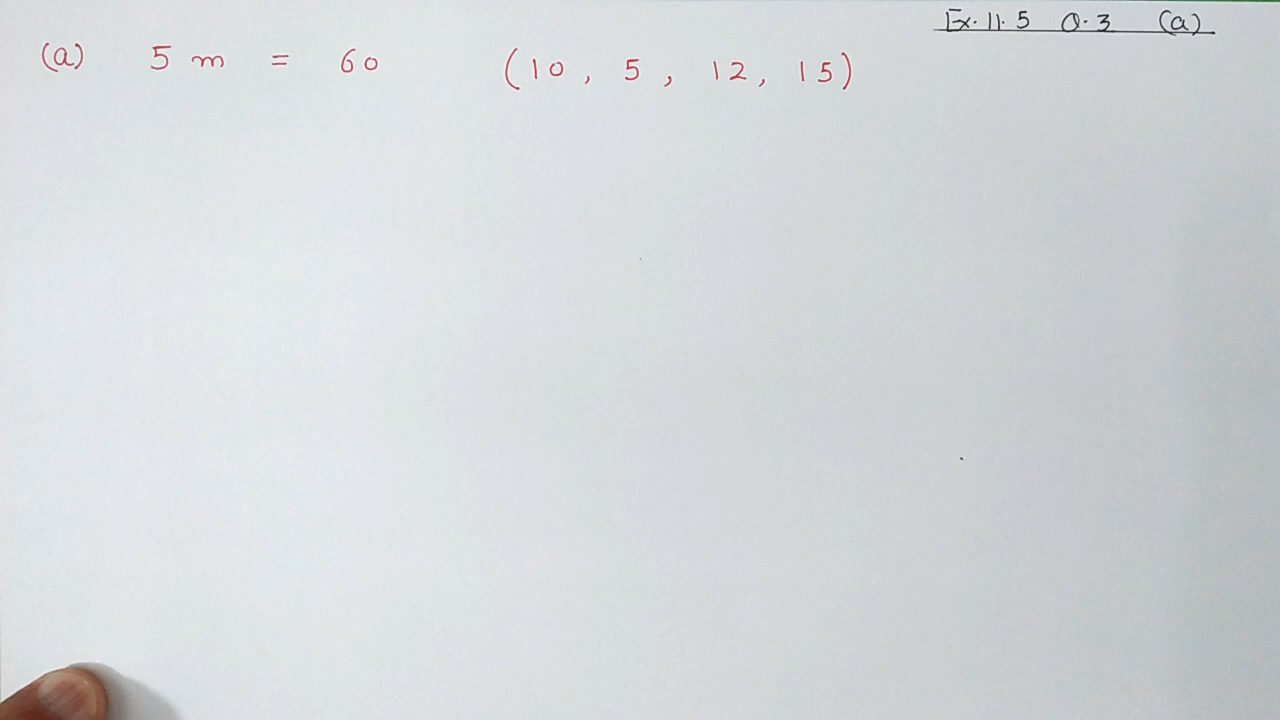 Ex. 11.5 Q.3 (a)
(a) 5 m = 60 (10, 5, 12, 15)